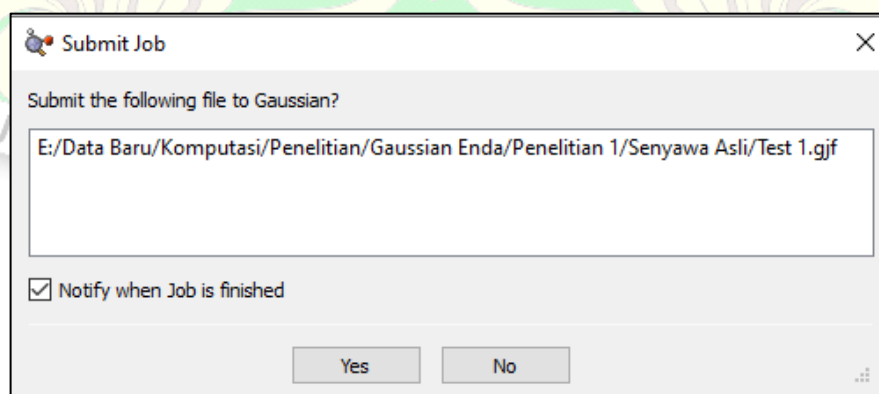 Submit Job
Submit the following file to Gaussian?
E:/Data Baru/Komputasi/Penelitian/Gaussian Enda/Penelitian 1/Senyawa Asli/Test 1.gjf
Notify when Job is finished
Yes
No